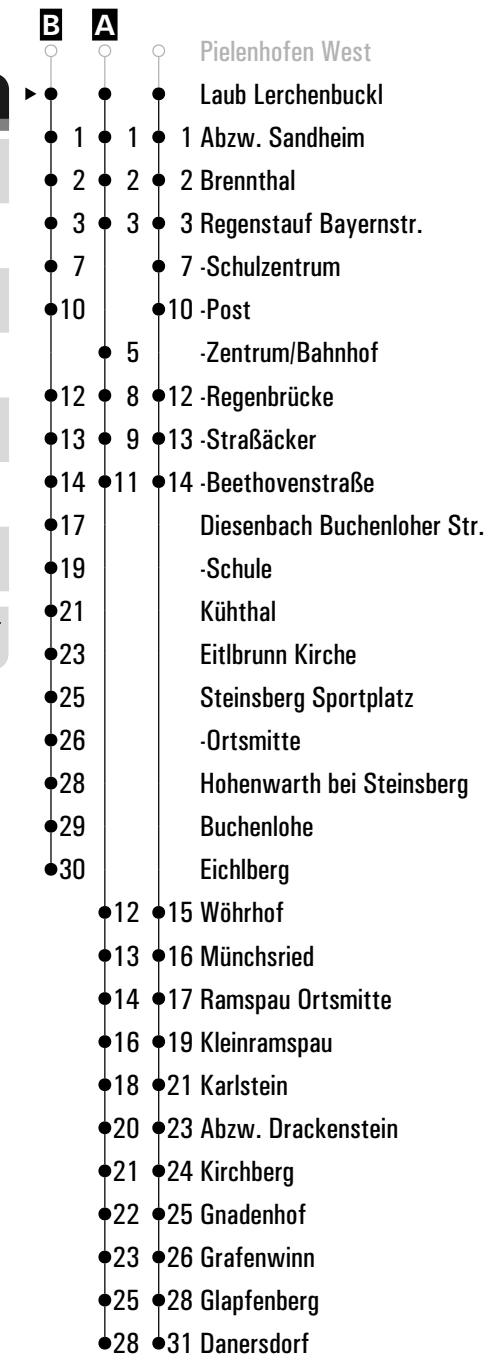 B A
Pielenhofen West
Laub Lerchenbuckl
1 1 1 Abzw. Sandheim
2 2 2 Brennthal
3 3 3 Regenstauf Bayernstr.
7 7 -Schulzentrum
10 10 -Post
5 -Zentrum/Bahnhof
12 8 12 -Regenbrücke
13 9 13 -Straßäcker
14 11 14 -Beethovenstraße
17 Diesenbach Buchenloher Str.
19 -Schule
21 Kühthal
23 Eitlbrunn Kirche
25 Steinsberg Sportplatz
26 -Ortsmitte
28 Hohenwarth bei Steinsberg
29 Buchenlohe
30 Eichlberg
12 15 Wöhrhof
13 16 Münchsried
14 17 Ramspau Ortsmitte
16 19 Kleinramspau
18 21 Karlstein
20 23 Abzw. Drackenstein
21 24 Kirchberg
22 25 Gnadenhof
23 26 Grafenwinn
25 28 Glapfenberg
28 31 Danersdorf